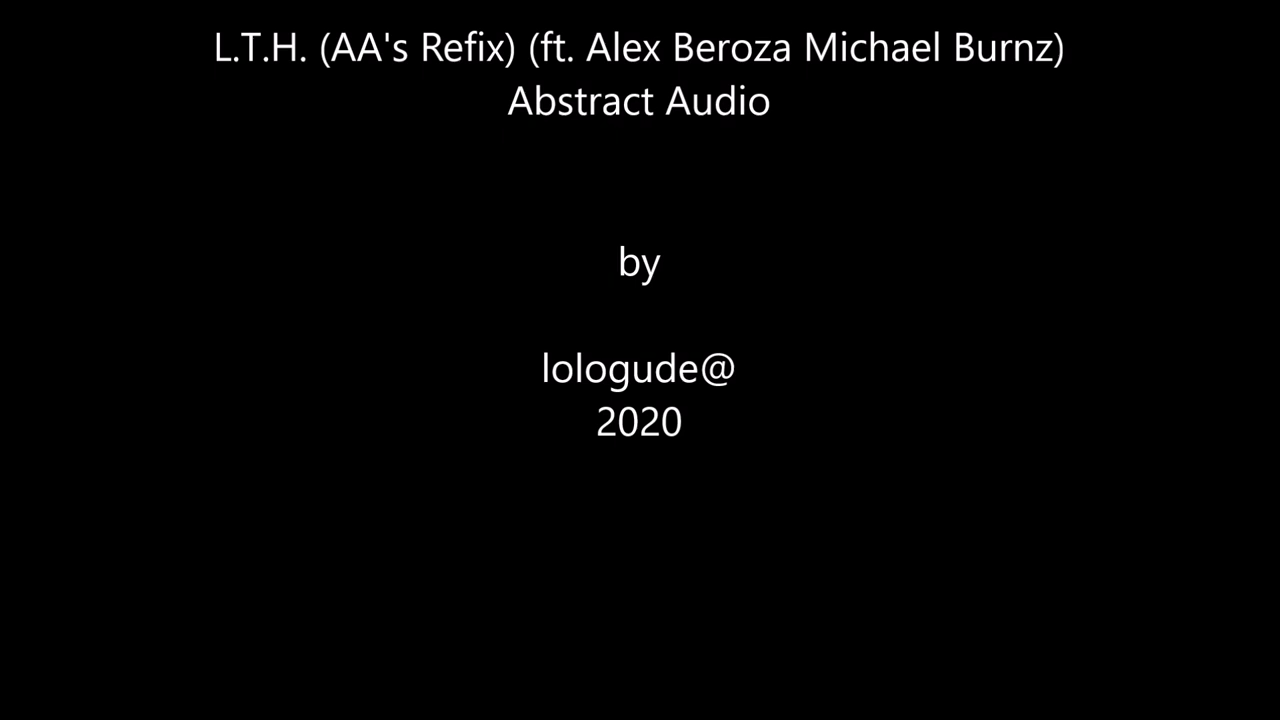 L.T.H. (AA's Refix) (ft. Alex Beroza Michael Burnz)
Abstract Audio
by
lologude@
2020